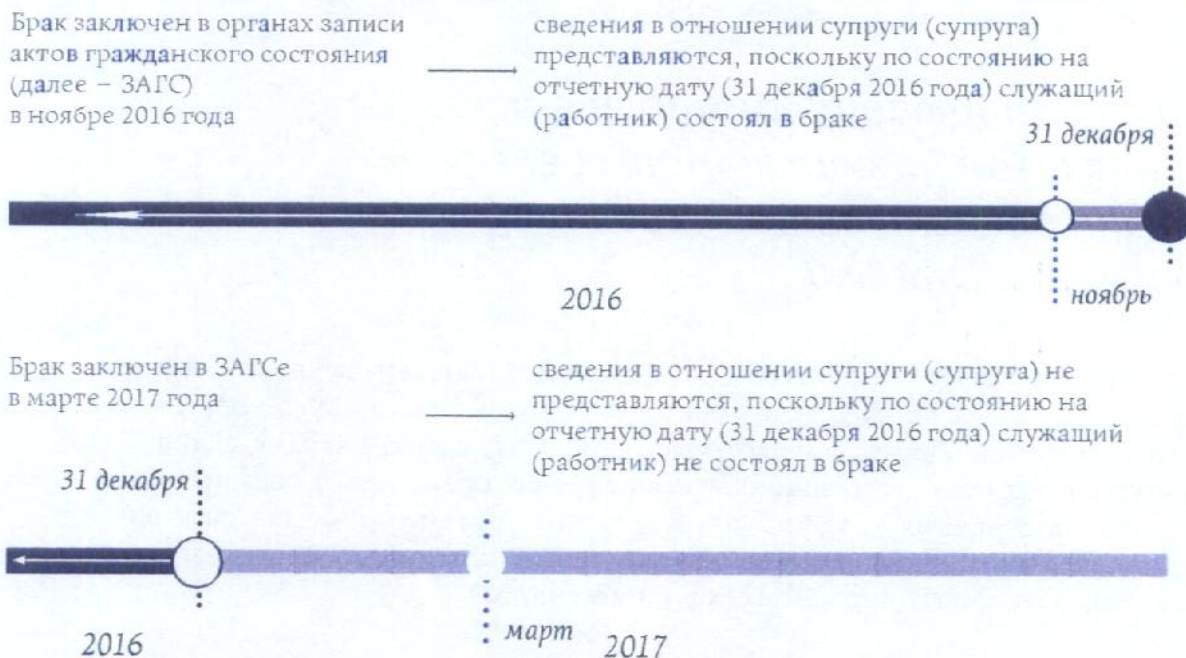 Брак заключен в органах записи
актов гражданского состояния
(далее – ЗАГС)
в ноябре 2016 года
сведения в отношении супруги (супруга)
представляются, поскольку по состоянию на
отчетную дату (31 декабря 2016 года) служащий
(работник) состоял в браке
31 декабря
2016
ноябрь
Брак заключен в ЗАГСе
в марте 2017 года
сведения в отношении супруги (супруга) не
представляются, поскольку по состоянию на
отчетную дату (31 декабря 2016 года) служащий
(работник) не состоял в браке
31 декабря
2016
март
2017